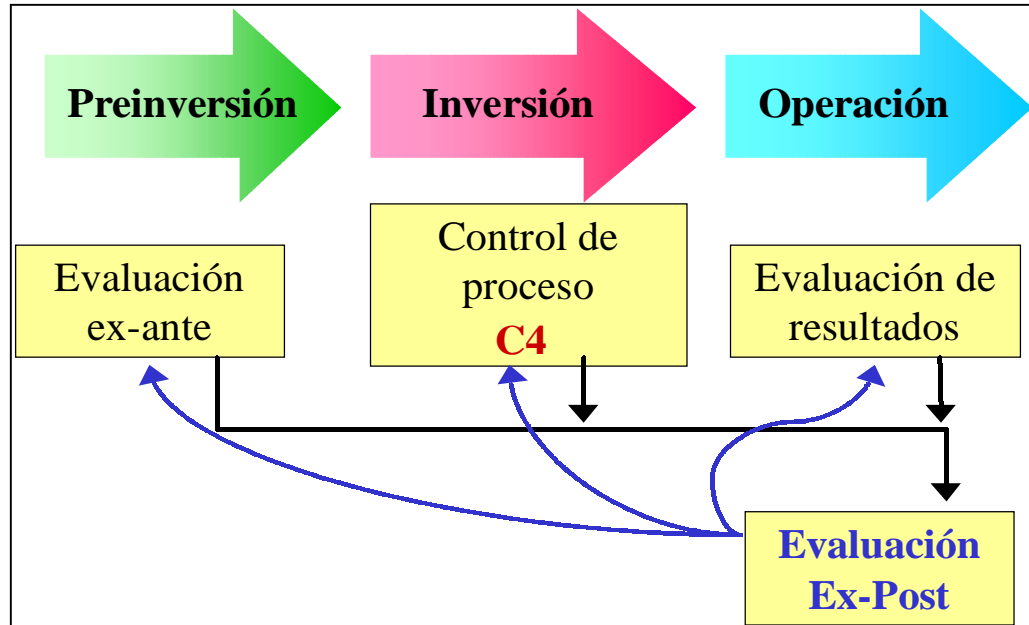 Preinversión
Inversión
Operación
Evaluación
ex-ante
Control de
proceso
C4
Evaluación de
resultados
Evaluación
Ex-Post